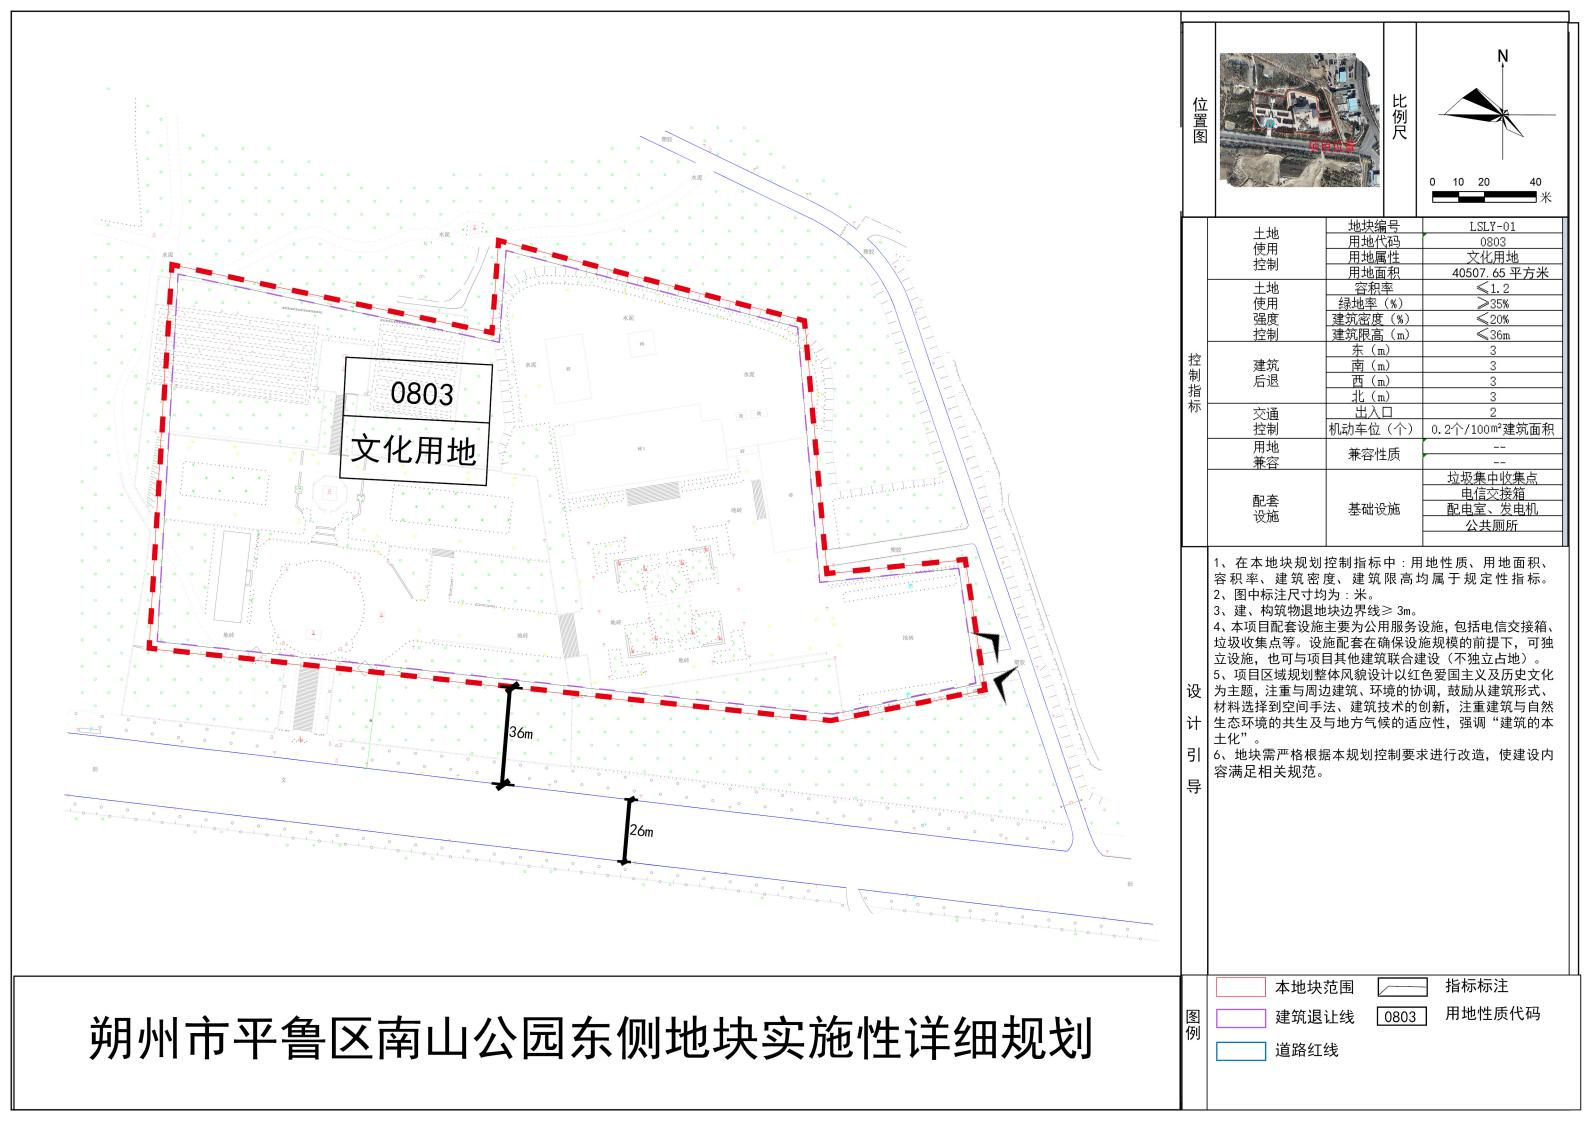 位置图
比例尺
N
0 10 20 40 米
控制指标
土地使用控制
地块编号 LSLY-01
用地代码 0803
用地属性 文化用地
用地面积 40507.65 平方米
土地使用强度控制
容积率 ≤1.2
绿地率（%） ≥35%
建筑密度（%） ≤20%
建筑限高（m） ≤36m
建筑后退
东（m） 3
南（m） 3
西（m） 3
北（m） 3
交通控制
出入口 2
机动车位（个） 0.2个/100m²建筑面积
用地兼容
兼容性质 --
--
配套设施
基础设施
垃圾集中收集点
电信交接箱
配电室、发电机
公共厕所
设计引导
1、在本地块规划控制指标中：用地性质、用地面积、
容积率、建筑密度、建筑限高均属于规定性指标。
2、图中标注尺寸均为：米。
3、建、构筑物退地块边界线≥ 3m。
4、本项目配套设施主要为公用服务设施，包括电信交接箱、
垃圾收集点等。设施配套在确保设施规模的前提下，可独
立设施，也可与项目其他建筑联合建设（不独立占地）。
5、项目区域规划整体风貌设计以红色爱国主义及历史文化
为主题，注重与周边建筑、环境的协调，鼓励从建筑形式、
材料选择到空间手法、建筑技术的创新，注重建筑与自然
生态环境的共生及与地方气候的适应性，强调“建筑的本
土化”。
6、地块需严格根据本规划控制要求进行改造，使建设内
容满足相关规范。
图例
本地块范围
指标标注
建筑退让线
0803 用地性质代码
道路红线
0803
文化用地
36m
26m
水泥
水泥
水泥
水泥
水泥
水泥
地砖
地砖
地砖
地砖
地砖
朔州市平鲁区南山公园东侧地块实施性详细规划